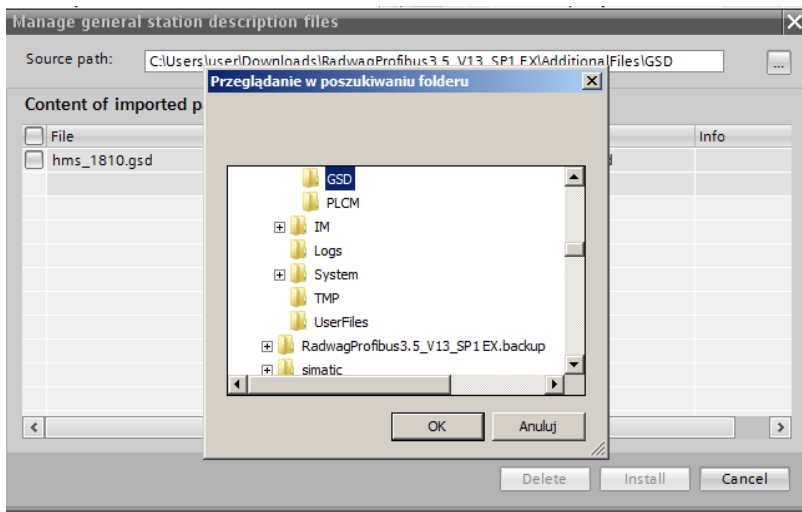 Manage general station description files
Source path: C:\Users\user\Downloads\RadwagProfibus3.5_V13_SP1 EX\AdditionalFiles\GSD ...
Przeglądanie w poszukiwaniu folderu
Content of imported p
File Info
hms_1810.gsd
GSD
PLCM
IM
Logs
System
TMP
UserFiles
RadwagProfibus3.5_V13_SP1 EX.backup
simatic
OK Anuluj
Delete Install Cancel